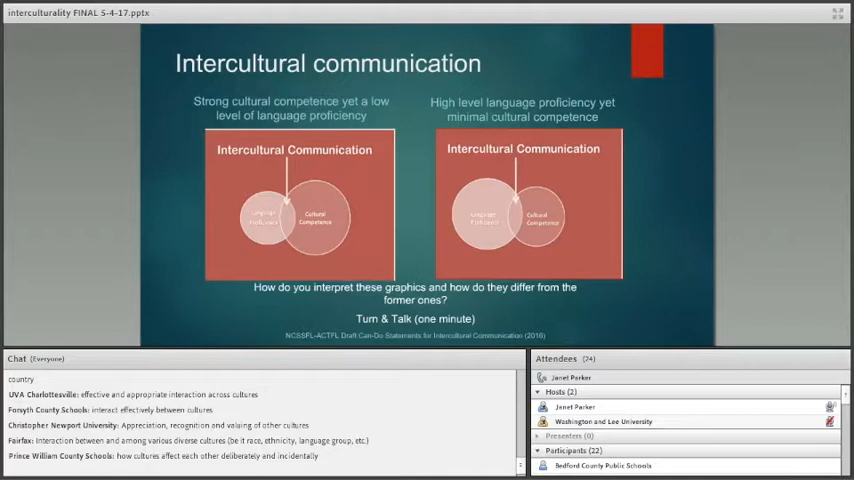 interculturality FINAL 5-4-17.pptx
Intercultural communication
Strong cultural competence yet a low
level of language proficiency
High level language proficiency yet
minimal cultural competence
Intercultural Communication
Language
Proficiency
Cultural
Competence
Intercultural Communication
Language
Proficiency
Cultural
Competence
How do you interpret these graphics and how do they differ from the
former ones?
Turn & Talk (one minute)
NCSSFL-ACTFL Draft Can-Do Statements for Intercultural Communication (2016)
Chat (Everyone)
country
UVA Charlottesville: effective and appropriate interaction across cultures
Forsyth County Schools: interact effectively between cultures
Christopher Newport University: Appreciation, recognition and valuing of other cultures
Fairfax: Interaction between and among various diverse cultures (be it race, ethnicity, language group, etc.)
Prince William County Schools: how cultures affect each other deliberately and incidentally
Attendees (24)
Janet Parker
Hosts (2)
Janet Parker
Washington and Lee University
Presenters (0)
Participants (22)
Bedford County Public Schools